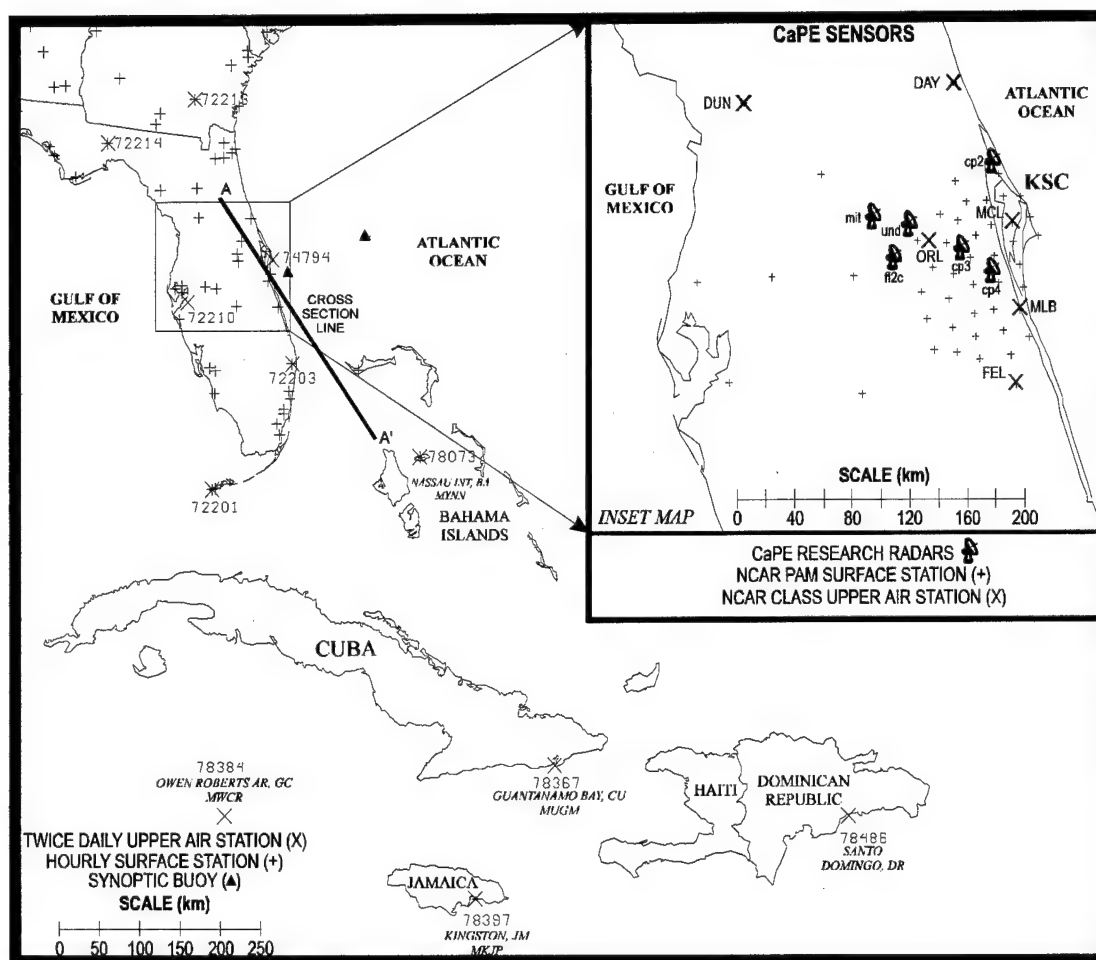 72215
72214
A
74794
ATLANTIC
OCEAN
GULF OF
MEXICO
CROSS
SECTION
LINE
72210
72203
A'
78073
NASSAU INT, BA
MYNN
72201
BAHAMA
ISLANDS
CaPE SENSORS
DAY
DUN
ATLANTIC
OCEAN
cp2
KSC
GULF OF
MEXICO
mit
und
MCL
ORL
fl2c
cp3
cp4
MLB
FEL
SCALE (km)
INSET MAP
0 40 80 120 160 200
CaPE RESEARCH RADARS
NCAR PAM SURFACE STATION (+)
NCAR CLASS UPPER AIR STATION (X)
CUBA
78384
OWEN ROBERTS AR, GC
MWCR
78367
GUANTANAMO BAY, CU
MUGM
HAITI
DOMINICAN
REPUBLIC
78486
SANTO
DOMINGO, DR
TWICE DAILY UPPER AIR STATION (X)
HOURLY SURFACE STATION (+)
SYNOPTIC BUOY (▲)
SCALE (km)
0 50 100 150 200 250
JAMAICA
78397
KINGSTON, JM
MKJP